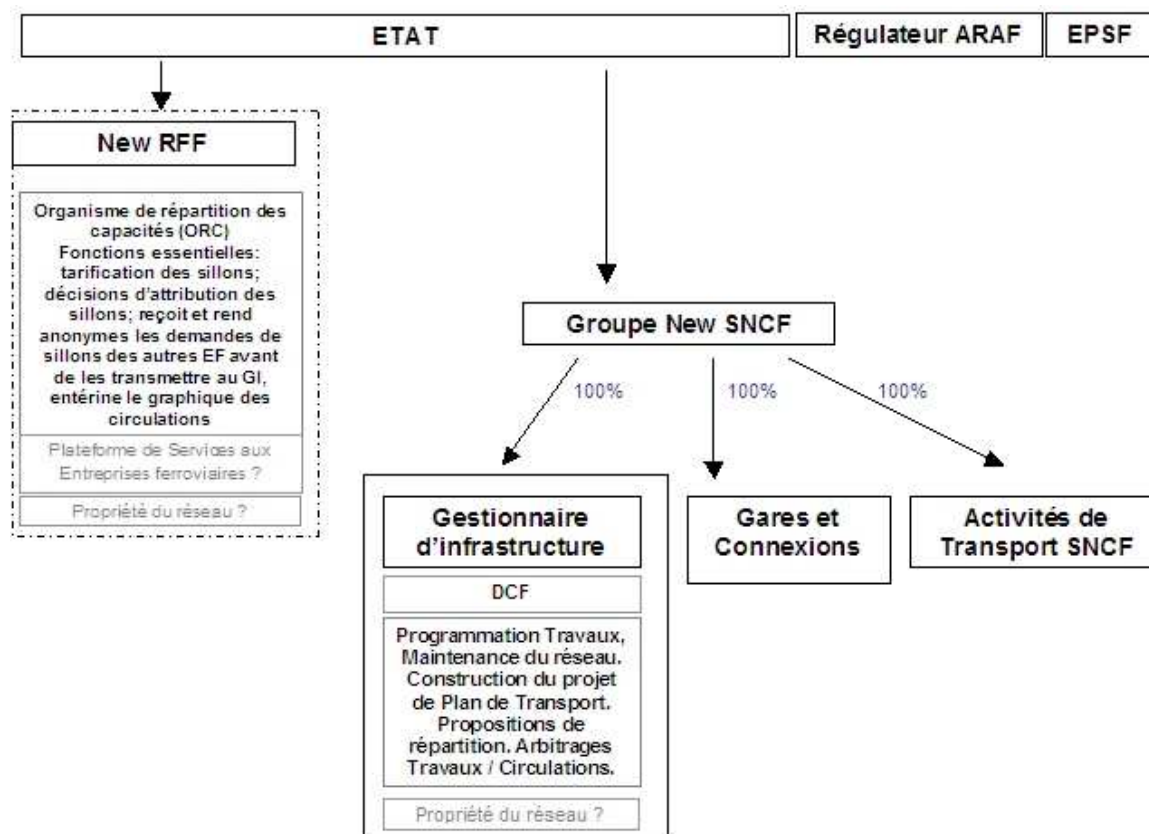 ETAT
Régulateur ARAF
EPSF
New RFF
Organisme de répartition des
capacités (ORC)
Fonctions essentielles:
tarification des sillons;
décisions d'attribution des
sillons; reçoit et rend
anonymes les demandes de
sillons des autres EF avant
de les transmettre au GI,
entérine le graphique des
circulations
Plateforme de Services aux
Entreprises ferroviaires ?
Propriété du réseau ?
Groupe New SNCF
100%
100%
100%
Gestionnaire
d'infrastructure
DCF
Programmation Travaux,
Maintenance du réseau.
Construction du projet
de Plan de Transport.
Propositions de
répartition. Arbitrages
Travaux / Circulations.
Propriété du réseau ?
Gares et
Connexions
Activités de
Transport SNCF